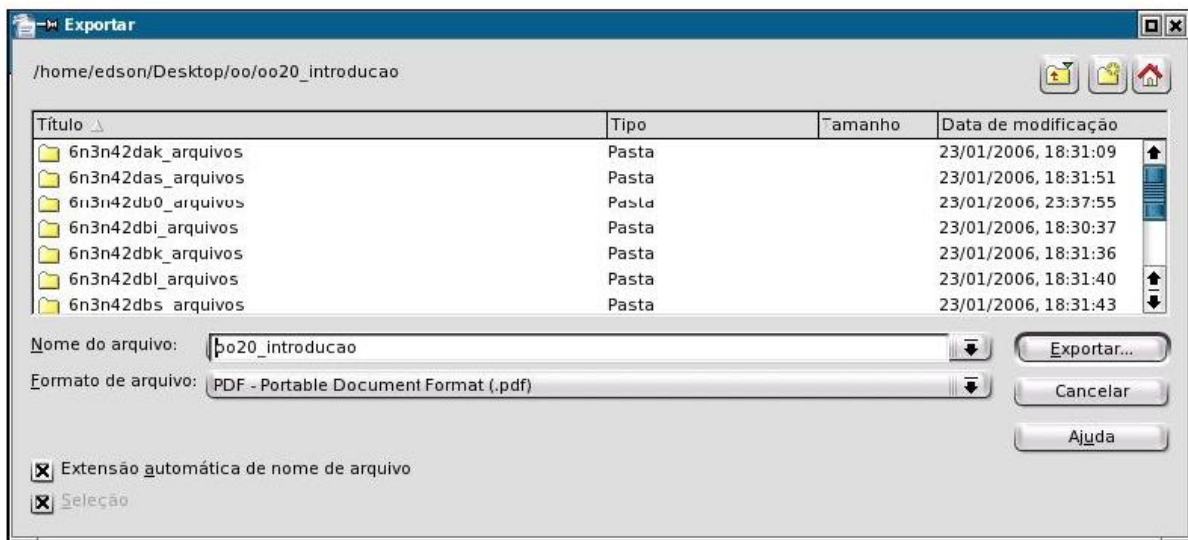 Exportar
/home/edson/Desktop/oo/oo20_introducao
Título Tipo Tamanho Data de modificação
6n3n42dak_arquivos Pasta 23/01/2006, 18:31:09
6n3n42das_arquivos Pasta 23/01/2006, 18:31:51
6n3n42db0_arquivos Pasta 23/01/2006, 23:37:55
6n3n42dbi_arquivos Pasta 23/01/2006, 18:30:37
6n3n42dbk_arquivos Pasta 23/01/2006, 18:31:36
6n3n42dbl_arquivos Pasta 23/01/2006, 18:31:40
6n3n42dbs_arquivos Pasta 23/01/2006, 18:31:43
Nome do arquivo: oo20_introducao Exportar...
Formato de arquivo: PDF - Portable Document Format (.pdf) Cancelar
Ajuda
Extensão automática de nome de arquivo
Seleção